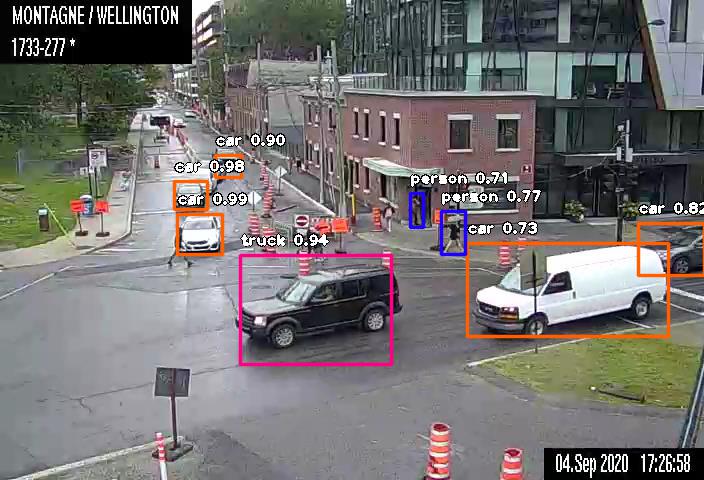 MONTAGNE / WELLINGTON
1733-277 *
car 0.90
car 0.98
car 0.99
person 0.71
person 0.77
car 0.82
car 0.73
truck 0.94
04.Sep 2020 17:26:58